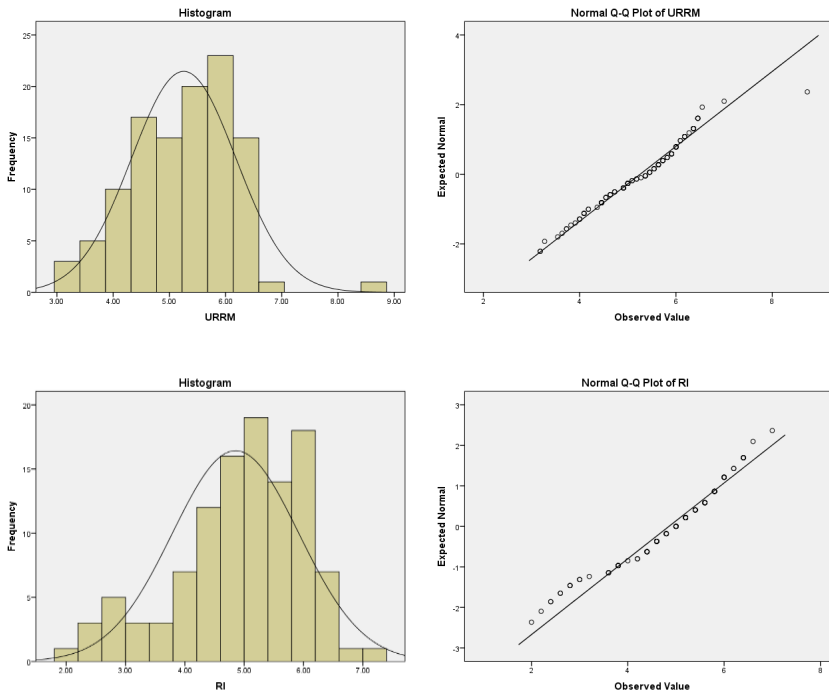 Histogram
25
20
15
10
5
0
Frequency
3.00 4.00 5.00 6.00 7.00 8.00 9.00
URRM
Normal Q-Q Plot of URRM
4
2
0
-2
Expected Normal
2 4 6 8
Observed Value
Histogram
20
15
10
5
0
Frequency
2.00 3.00 4.00 5.00 6.00 7.00
RI
Normal Q-Q Plot of RI
3
2
1
0
-1
-2
-3
Expected Normal
2 4 6 8
Observed Value